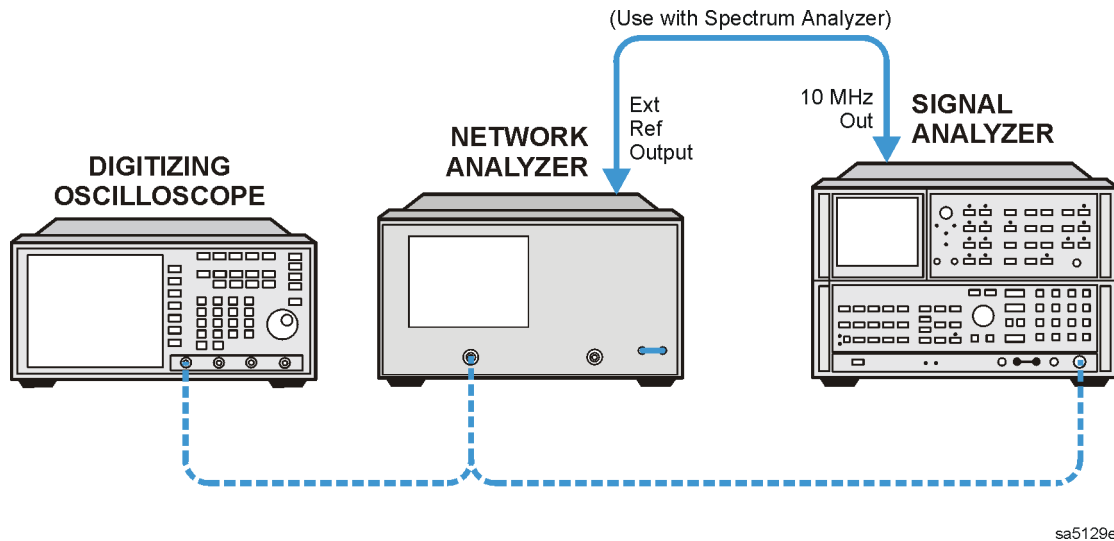 (Use with Spectrum Analyzer)
Ext
Ref
Output
10 MHz
Out
SIGNAL
ANALYZER
NETWORK
ANALYZER
DIGITIZING
OSCILLOSCOPE
sa5129e